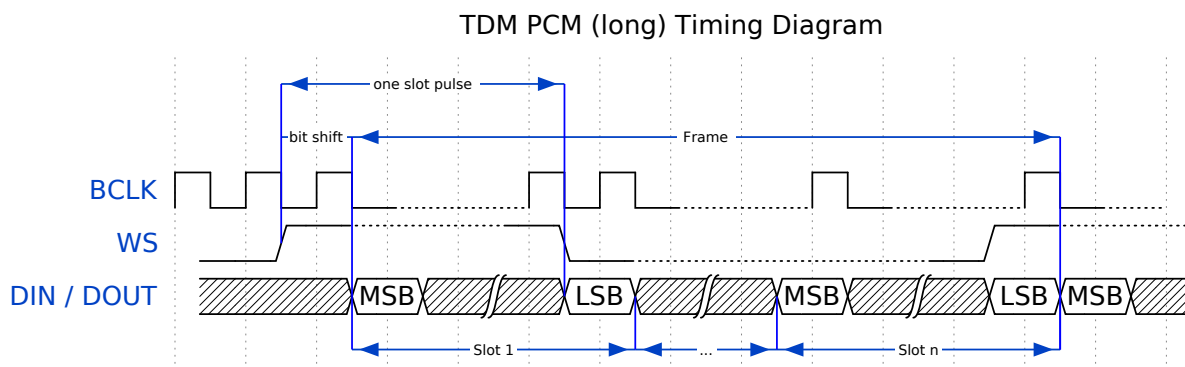 TDM PCM (long) Timing Diagram
one slot pulse
bit shift
Frame
BCLK
WS
DIN / DOUT
MSB
LSB
MSB
LSB
MSB
Slot 1
...
Slot n